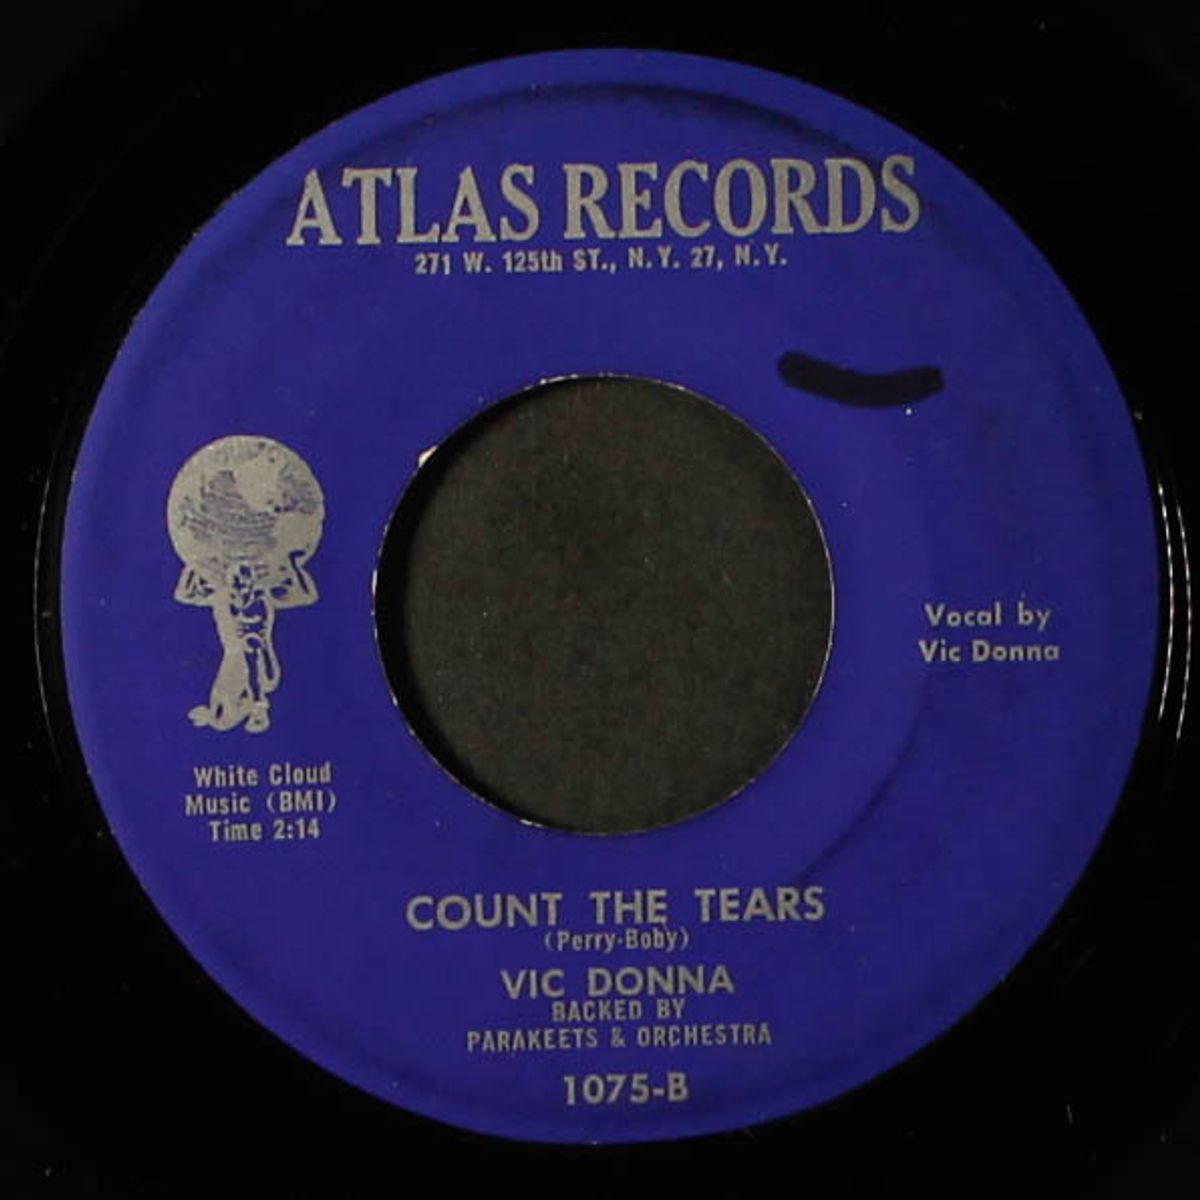 ATLAS RECORDS
271 W. 125th ST., N.Y. 27, N.Y.
Vocal by
Vic Donna
White Cloud
Music (BMI)
Time 2:14
COUNT THE TEARS
(Perry-Boby)
VIC DONNA
BACKED BY
PARAKEETS & ORCHESTRA
1075-B